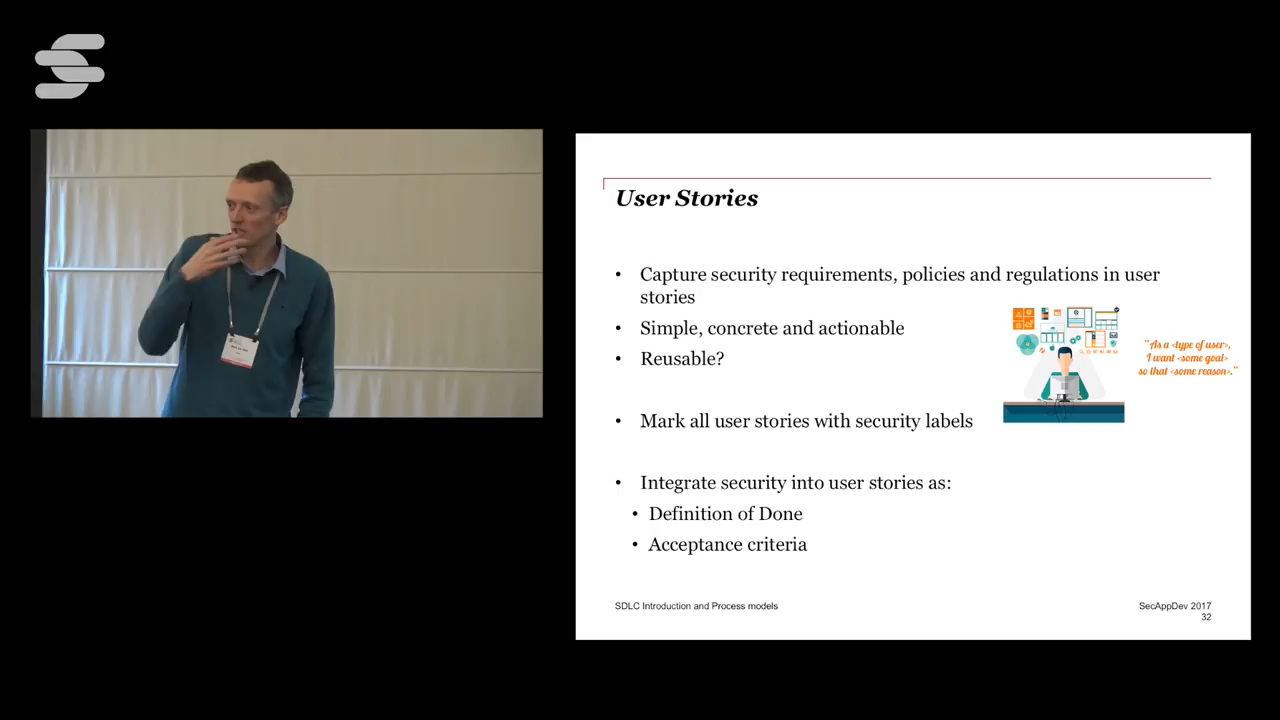 User Stories
• Capture security requirements, policies and regulations in user
stories
• Simple, concrete and actionable
• Reusable?
"As a <type of user>,
I want <some goal>
so that <some reason>."
• Mark all user stories with security labels
• Integrate security into user stories as:
• Definition of Done
• Acceptance criteria
SDLC Introduction and Process models
SecAppDev 2017
32